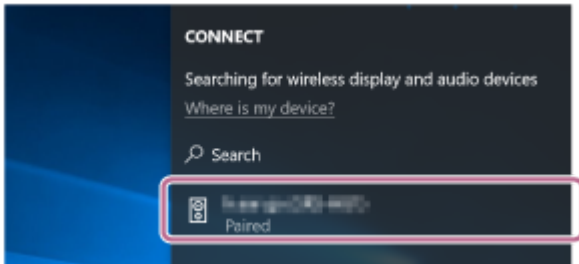 CONNECT
Searching for wireless display and audio devices
Where is my device?
Search
Paired